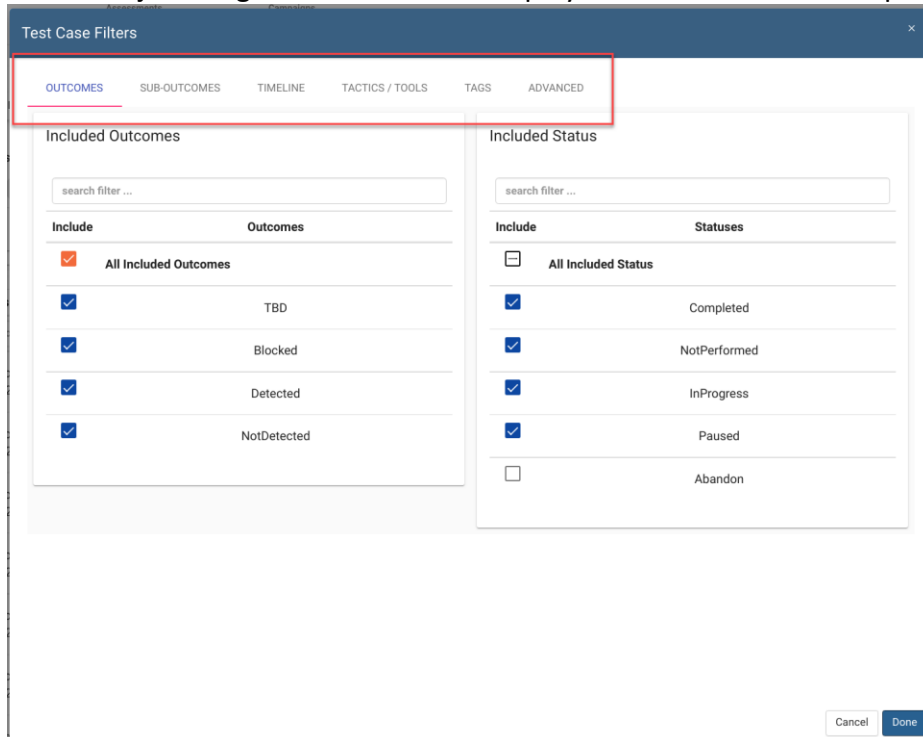 Test Case Filters ×
OUTCOMES SUB-OUTCOMES TIMELINE TACTICS / TOOLS TAGS ADVANCED
Included Outcomes
search filter ...
Include Outcomes
All Included Outcomes
TBD
Blocked
Detected
NotDetected
Included Status
search filter ...
Include Statuses
All Included Status
Completed
NotPerformed
InProgress
Paused
Abandon
Cancel Done